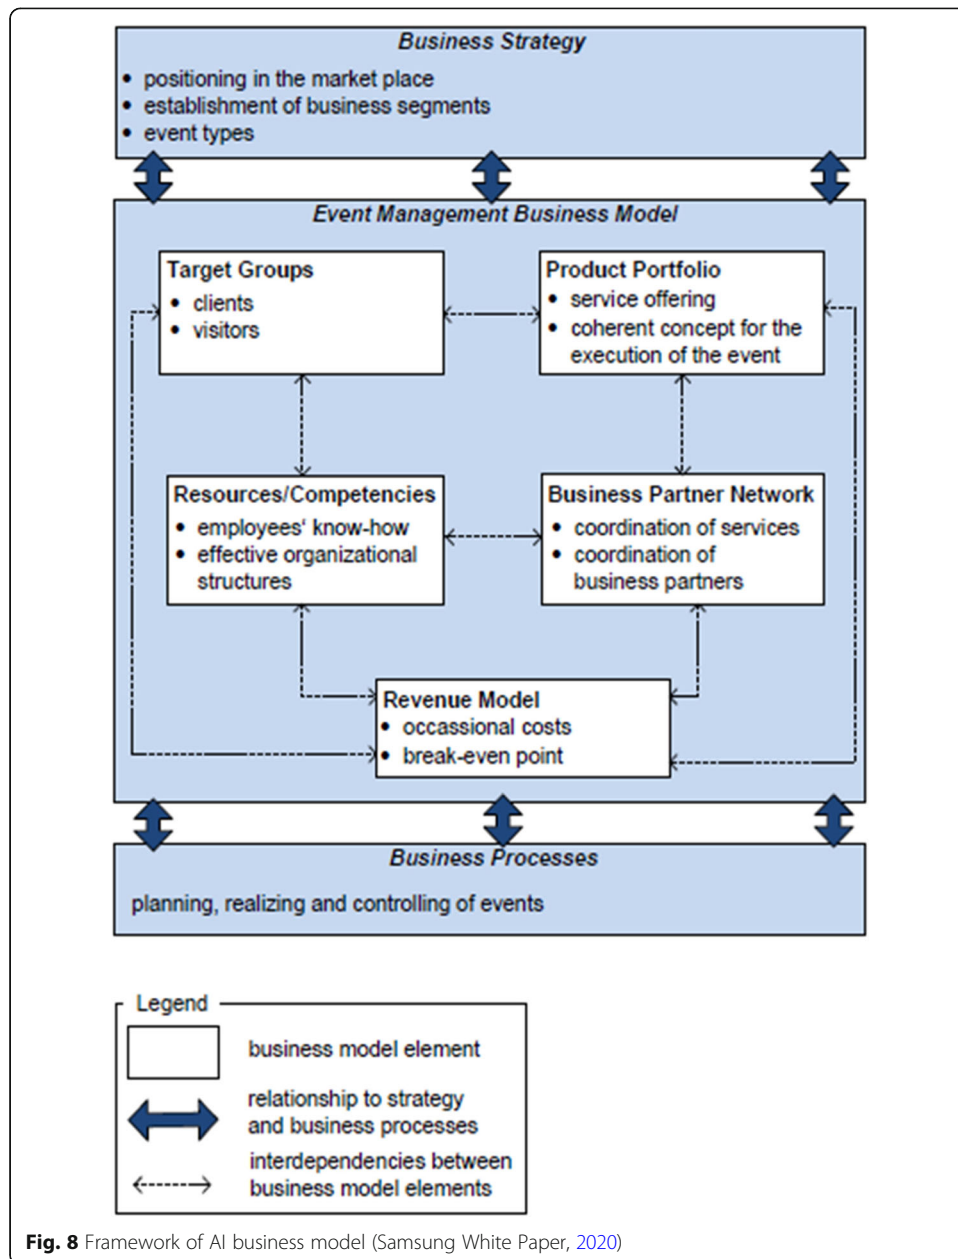 Business Strategy
• positioning in the market place
• establishment of business segments
• event types
Event Management Business Model
Target Groups
• clients
• visitors
Product Portfolio
• service offering
• coherent concept for the
execution of the event
Resources/Competencies
• employees‘ know-how
• effective organizational
structures
Business Partner Network
• coordination of services
• coordination of
business partners
Revenue Model
• occassional costs
• break-even point
Business Processes
planning, realizing and controlling of events
Legend
business model element
relationship to strategy
and business processes
interdependencies between
business model elements
Fig. 8 Framework of AI business model (Samsung White Paper, 2020)